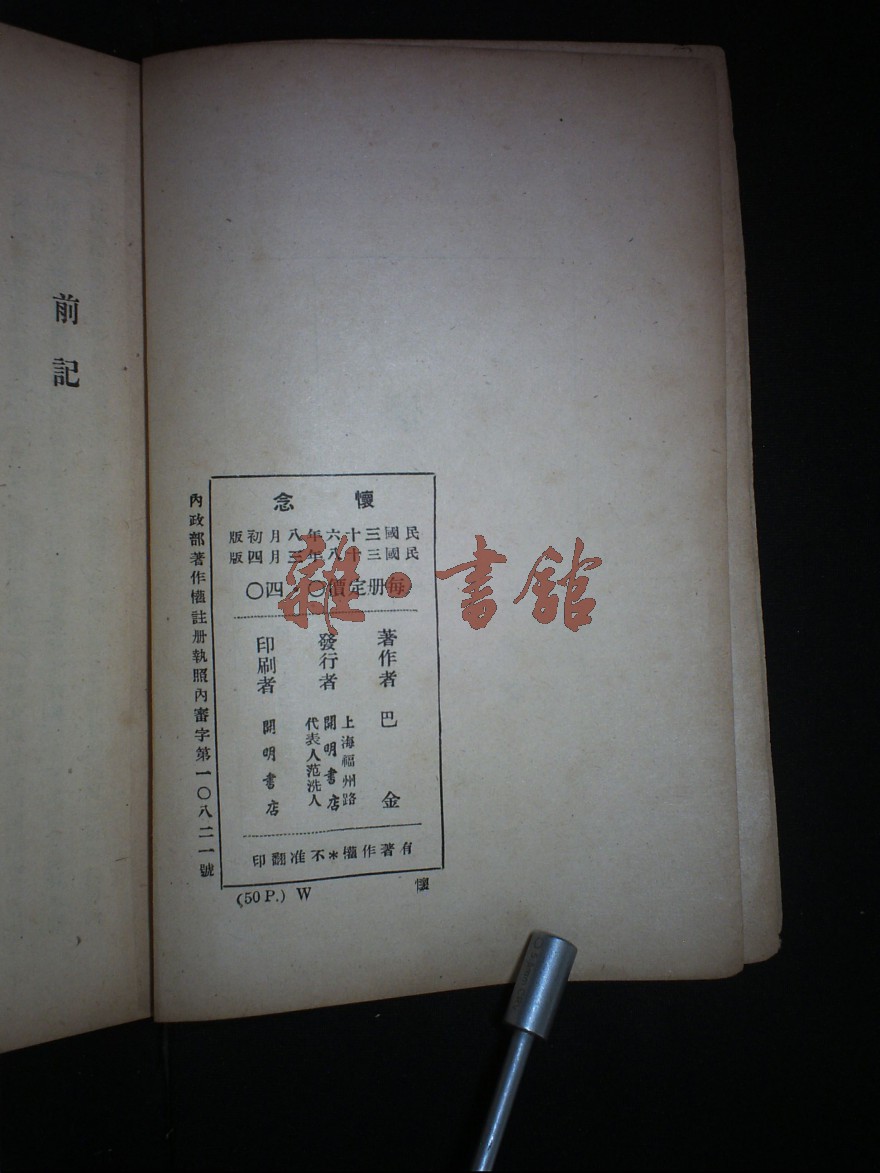 懷念
民國三十六年八月初版
民國三十八年三月四版
每册定價〇·四〇
著作者 巴金
發行者
上海福州路
開明書店
代表人范洗人
印刷者 開明書店
有著作權*不准翻印
內政部著作權註册執照內審字第一〇八二一號
(50 P.) W
懷
前記
雜·書館